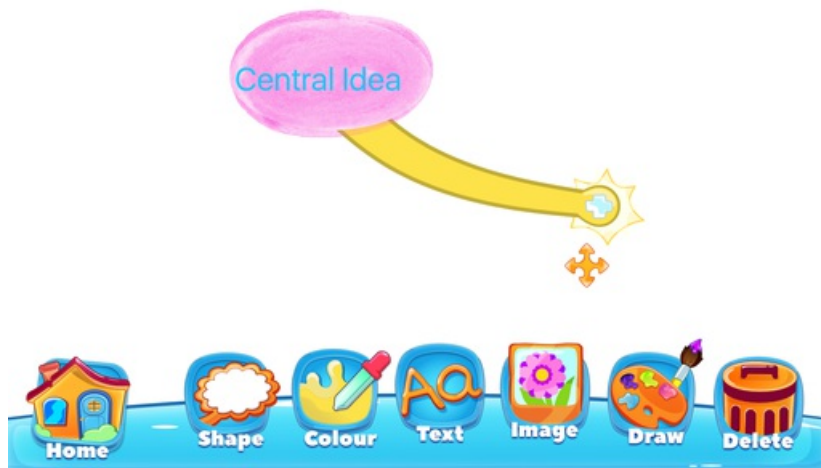 Central Idea
Home
Shape
Colour
Text
Image
Draw
Delete